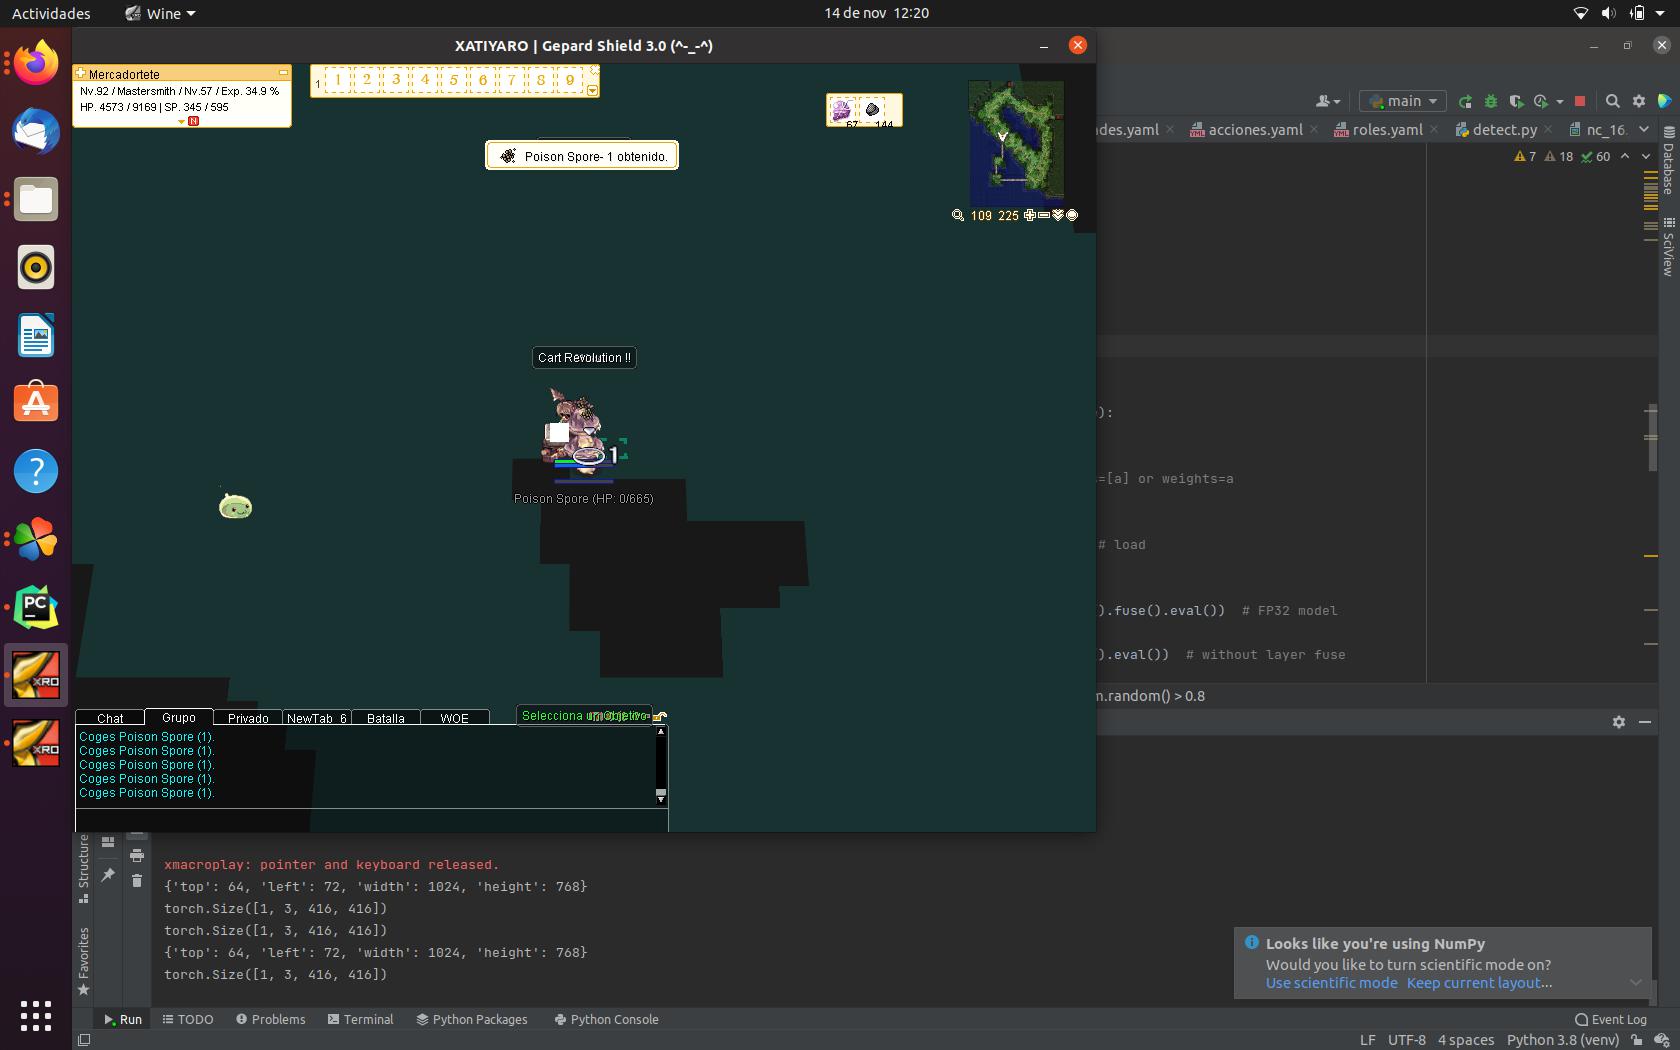 Actividades
Wine
14 de nov 12:20
XATIYARO | Gepard Shield 3.0 (^-_-^)
Mercadortete
Nv.92 / Mastersmith / Nv.57 / Exp. 34.9 %
HP. 4573 / 9169 | SP. 345 / 595
N
1 1 2 3 4 5 6 7 8 9
67 144
Poison Spore- 1 obtenido.
109 225
Cart Revolution !!
1
Poison Spore (HP: 0/665)
Chat Grupo Privado NewTab_6 Batalla WOE
Selecciona un Objetivo
Coges Poison Spore (1).
Coges Poison Spore (1).
Coges Poison Spore (1).
Coges Poison Spore (1).
Coges Poison Spore (1).
main
des.yaml acciones.yaml roles.yaml detect.py nc_16.
7 18 60
Database
SciView
):
=[a] or weights=a
# load
).fuse().eval()) # FP32 model
).eval()) # without layer fuse
m.random() > 0.8
PC
XRO
XRO
Structure
Favorites
xmacroplay: pointer and keyboard released.
{'top': 64, 'left': 72, 'width': 1024, 'height': 768}
torch.Size([1, 3, 416, 416])
torch.Size([1, 3, 416, 416])
{'top': 64, 'left': 72, 'width': 1024, 'height': 768}
torch.Size([1, 3, 416, 416])
Looks like you're using NumPy
Would you like to turn scientific mode on?
Use scientific mode Keep current layout...
Run TODO Problems Terminal Python Packages Python Console
Event Log
LF UTF-8 4 spaces Python 3.8 (venv)